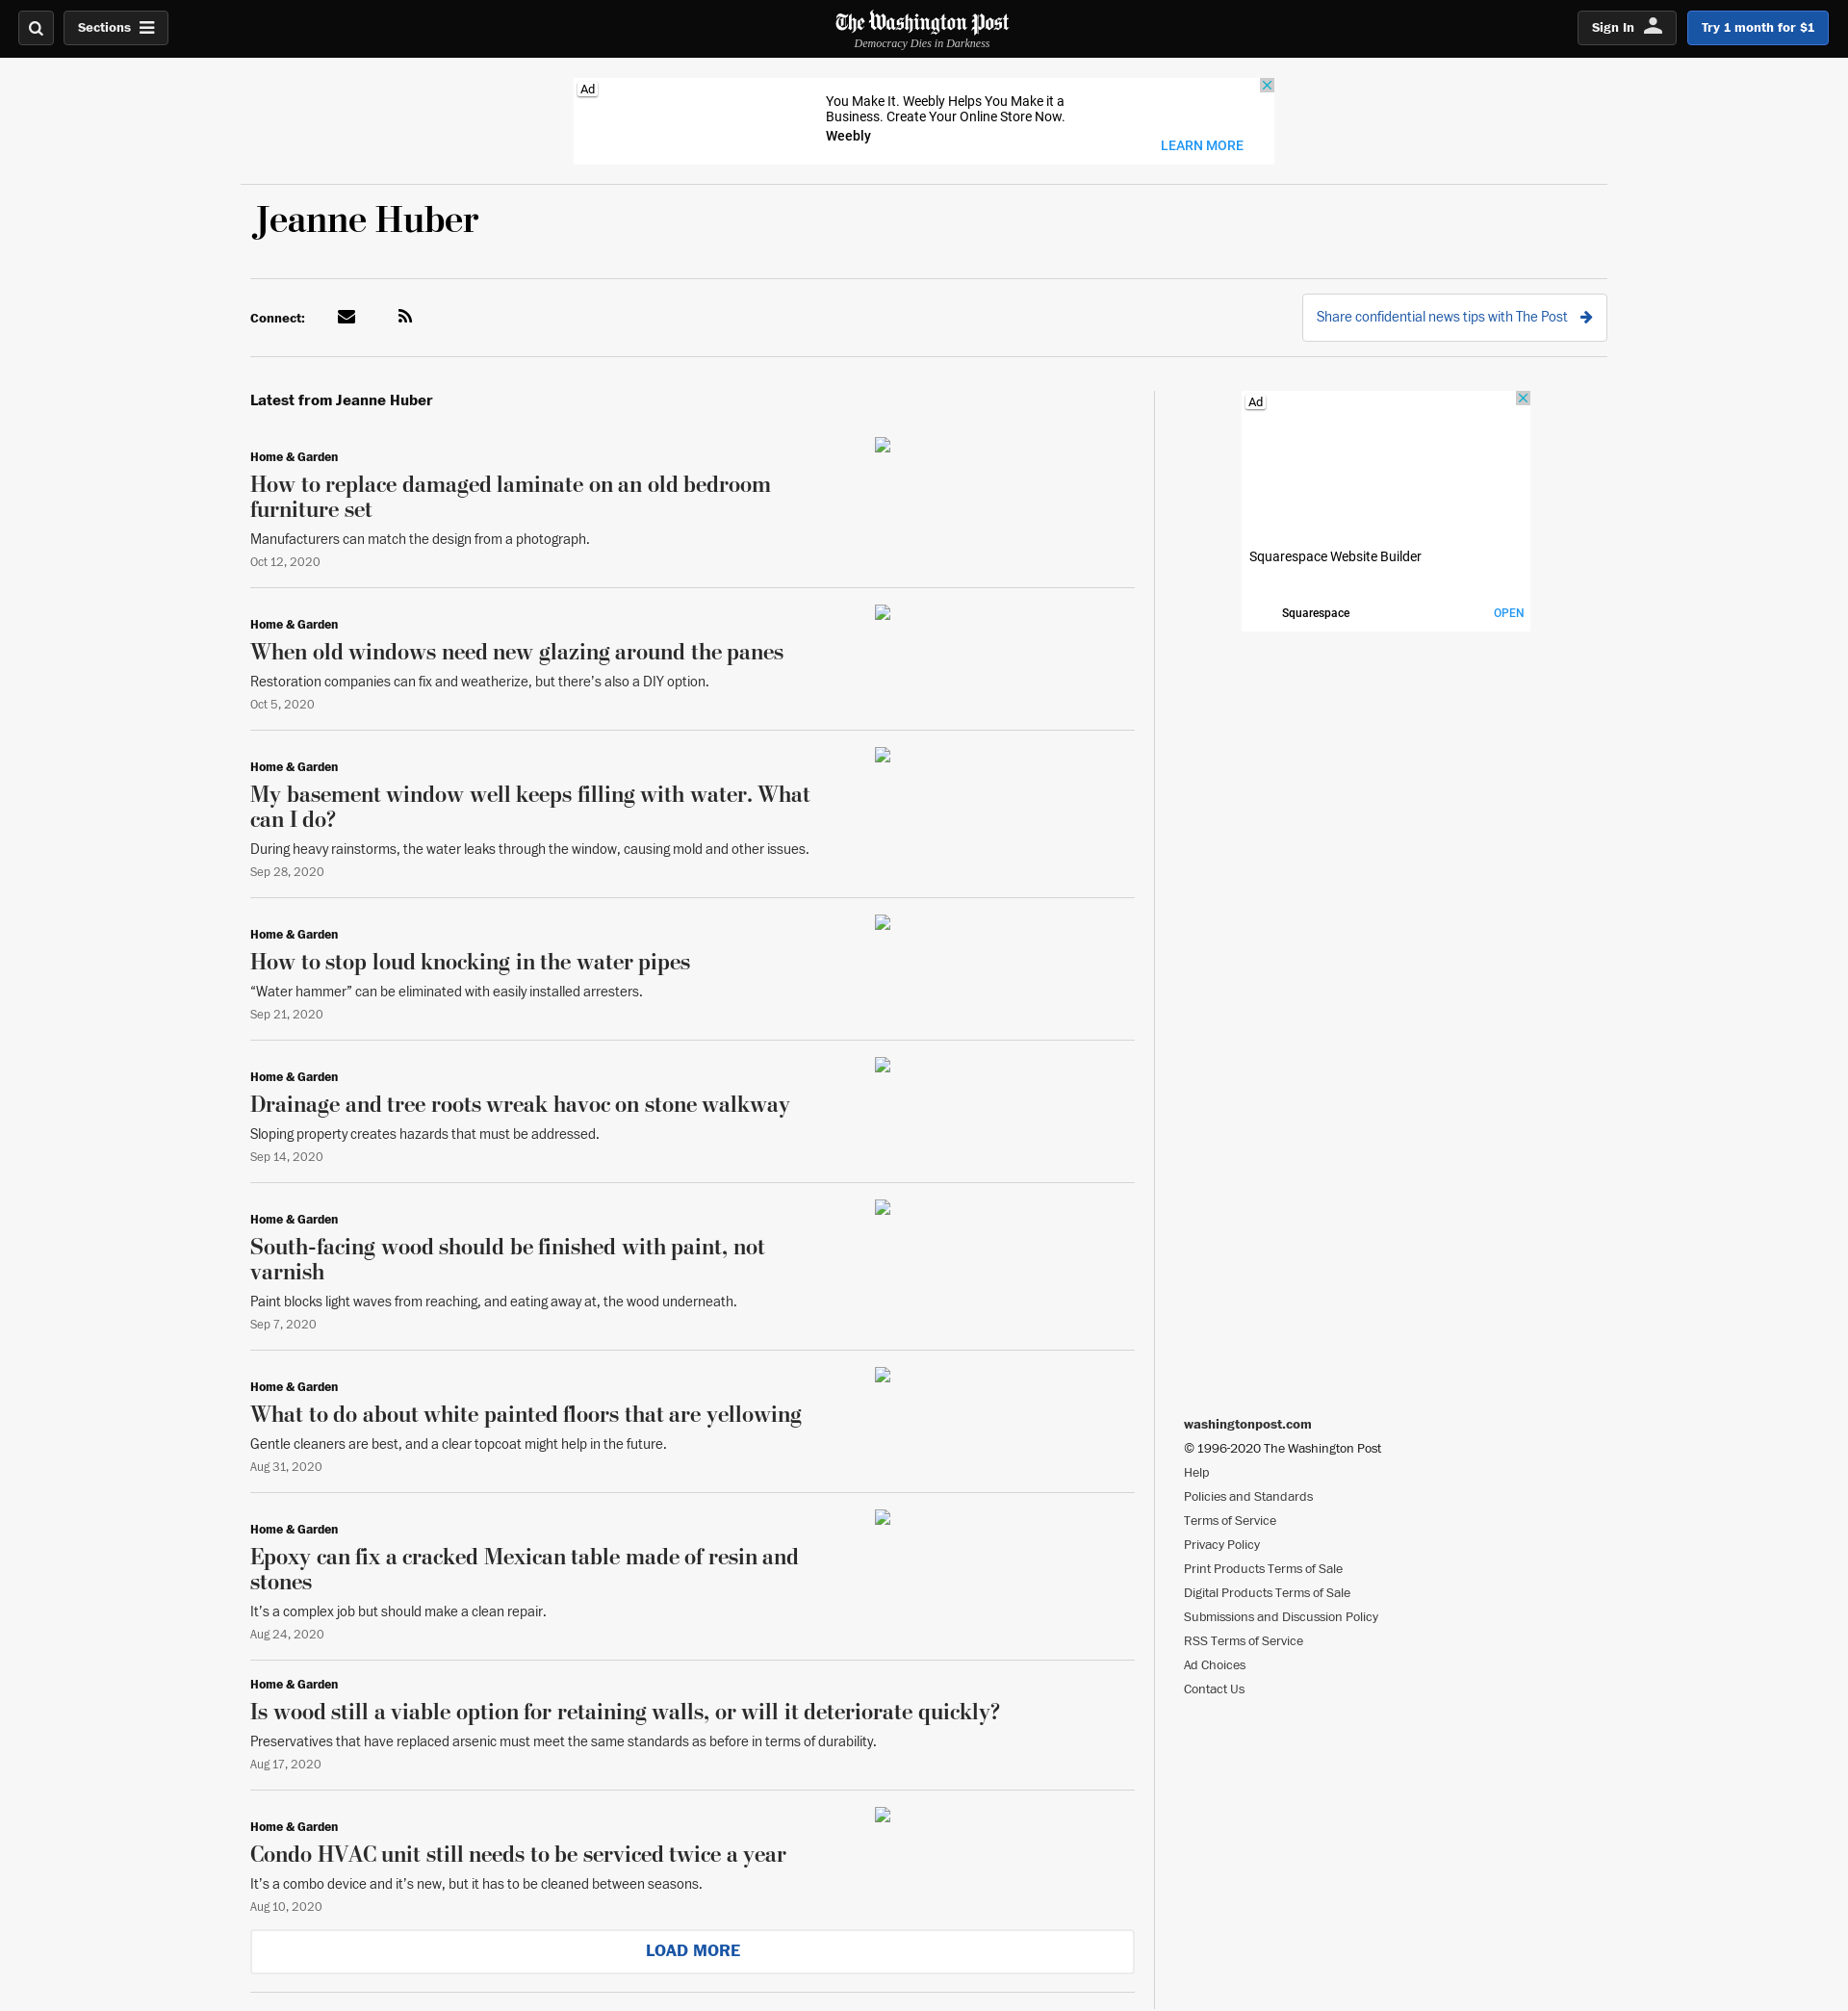 Sections
The Washington Post
Democracy Dies in Darkness
Sign In
Try 1 month for $1
Ad
You Make It. Weebly Helps You Make it a
Business. Create Your Online Store Now.
Weebly
LEARN MORE
Jeanne Huber
Connect:
Share confidential news tips with The Post
Latest from Jeanne Huber
Home & Garden
How to replace damaged laminate on an old bedroom
furniture set
Manufacturers can match the design from a photograph.
Oct 12, 2020
Home & Garden
When old windows need new glazing around the panes
Restoration companies can fix and weatherize, but there’s also a DIY option.
Oct 5, 2020
Home & Garden
My basement window well keeps filling with water. What
can I do?
During heavy rainstorms, the water leaks through the window, causing mold and other issues.
Sep 28, 2020
Home & Garden
How to stop loud knocking in the water pipes
“Water hammer” can be eliminated with easily installed arresters.
Sep 21, 2020
Home & Garden
Drainage and tree roots wreak havoc on stone walkway
Sloping property creates hazards that must be addressed.
Sep 14, 2020
Home & Garden
South-facing wood should be finished with paint, not
varnish
Paint blocks light waves from reaching, and eating away at, the wood underneath.
Sep 7, 2020
Home & Garden
What to do about white painted floors that are yellowing
Gentle cleaners are best, and a clear topcoat might help in the future.
Aug 31, 2020
Home & Garden
Epoxy can fix a cracked Mexican table made of resin and
stones
It’s a complex job but should make a clean repair.
Aug 24, 2020
Home & Garden
Is wood still a viable option for retaining walls, or will it deteriorate quickly?
Preservatives that have replaced arsenic must meet the same standards as before in terms of durability.
Aug 17, 2020
Home & Garden
Condo HVAC unit still needs to be serviced twice a year
It’s a combo device and it’s new, but it has to be cleaned between seasons.
Aug 10, 2020
LOAD MORE
Ad
Squarespace Website Builder
Squarespace
OPEN
washingtonpost.com
© 1996-2020 The Washington Post
Help
Policies and Standards
Terms of Service
Privacy Policy
Print Products Terms of Sale
Digital Products Terms of Sale
Submissions and Discussion Policy
RSS Terms of Service
Ad Choices
Contact Us